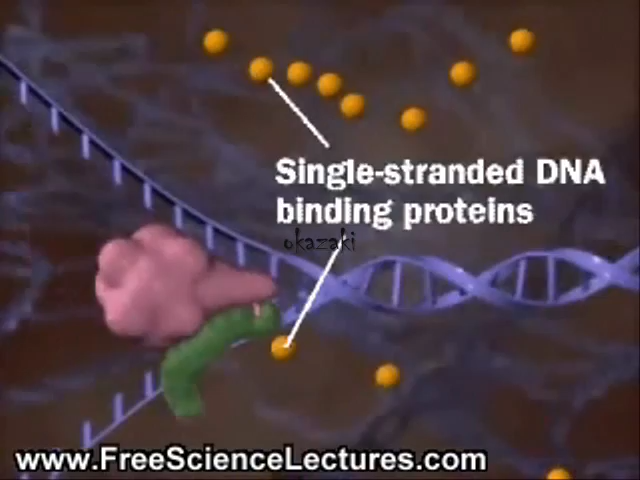 Single-stranded DNA
binding proteins
okazaki
www.FreeScienceLectures.com